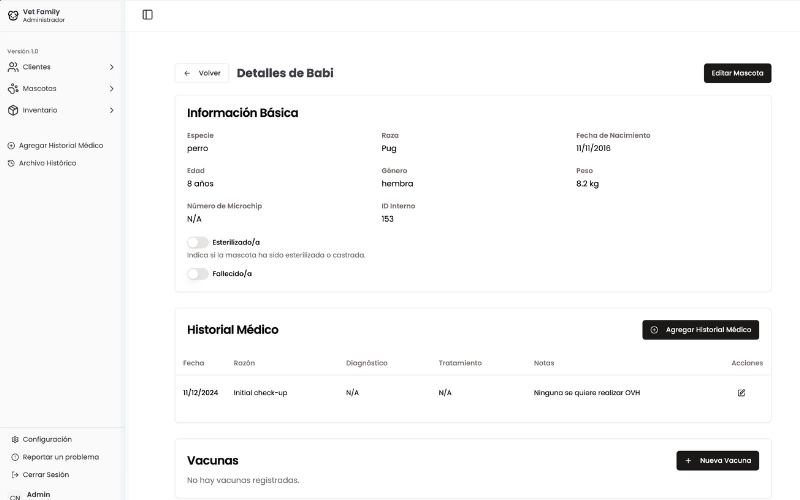 Vet Family
Administrador
Versión 1.0
Clientes
Mascotas
Inventario
Agregar Historial Médico
Archivo Histórico
Configuración
Reportar un problema
Cerrar Sesión
CN
Admin
Volver
Detalles de Babi
Editar Mascota
Información Básica
Especie
perro
Raza
Pug
Fecha de Nacimiento
11/11/2016
Edad
8 años
Género
hembra
Peso
8.2 kg
Número de Microchip
N/A
ID Interno
153
Esterilizado/a
Indica si la mascota ha sido esterilizada o castrada.
Fallecido/a
Historial Médico
Agregar Historial Médico
Fecha Razón Diagnóstico Tratamiento Notas Acciones
11/12/2024 Initial check-up N/A N/A Ninguna se quiere realizar OVH
Vacunas
Nueva Vacuna
No hay vacunas registradas.